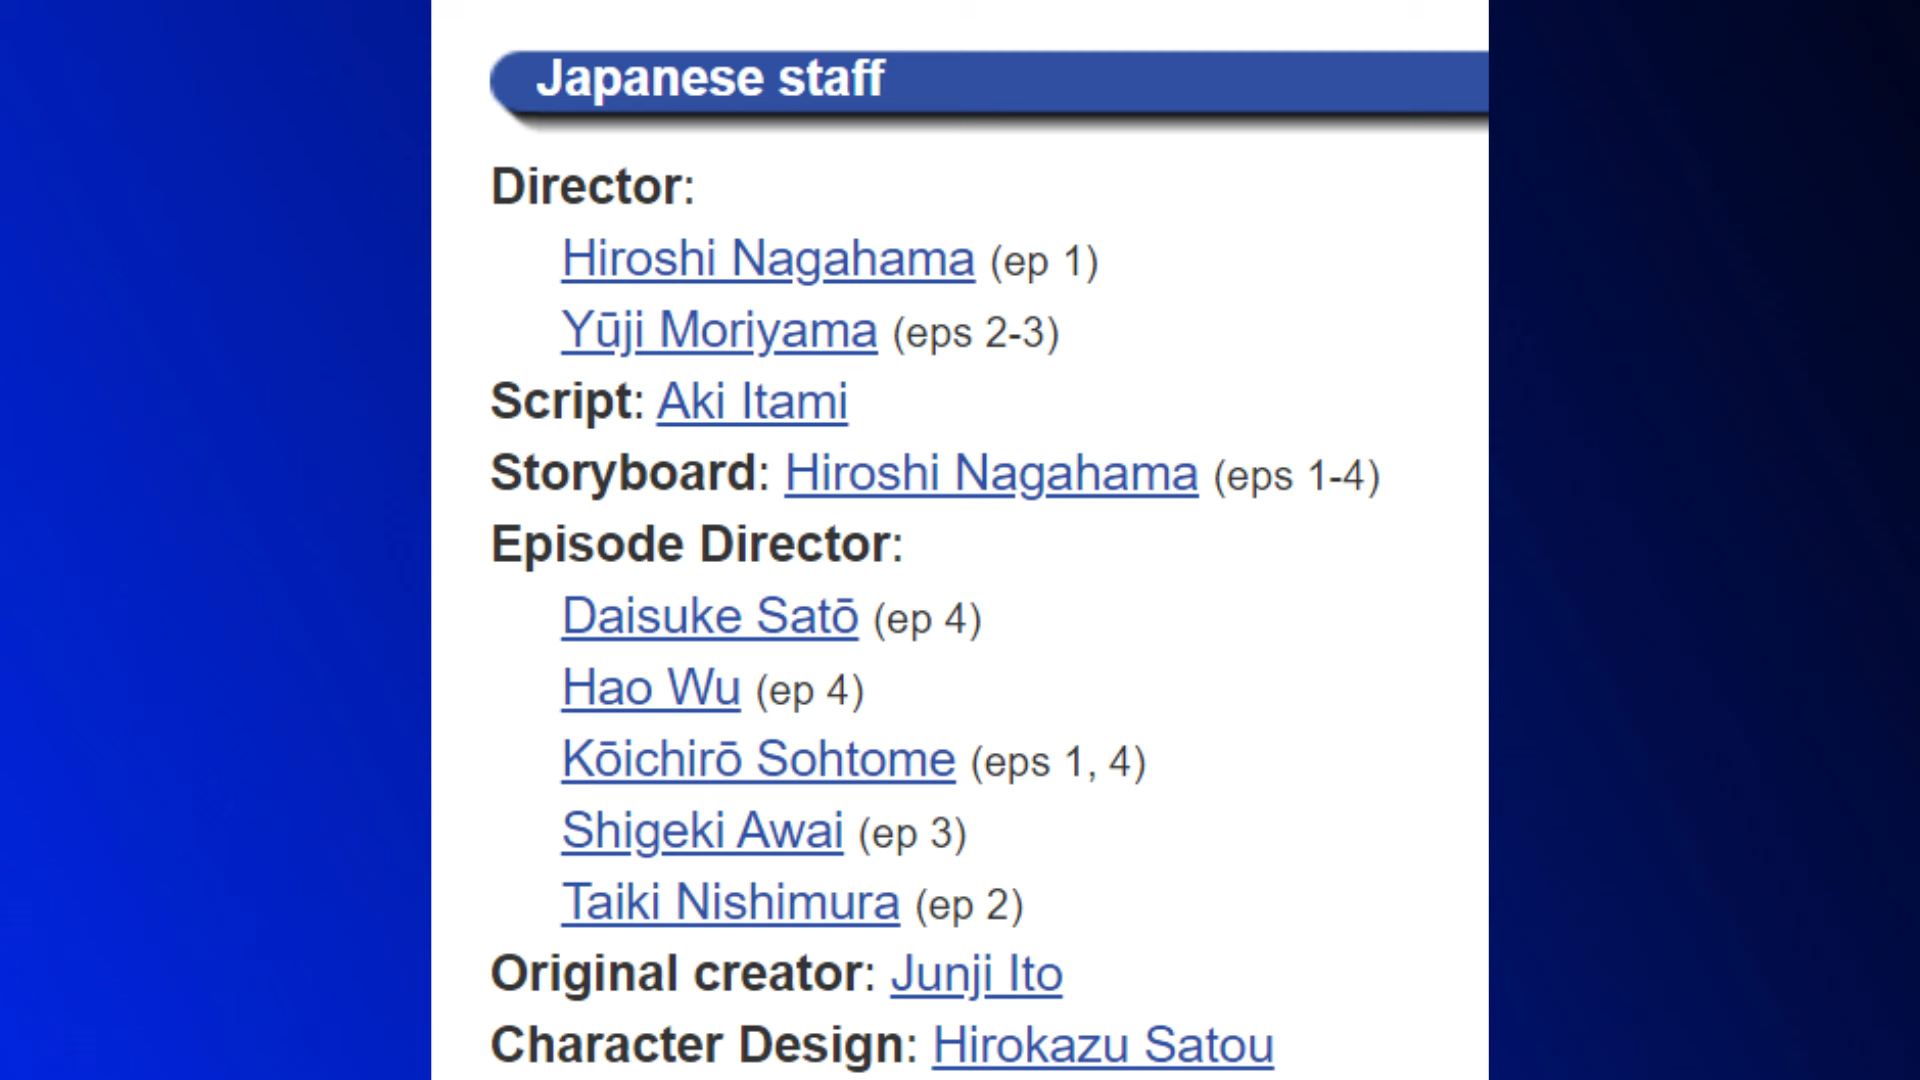 Japanese staff
Director:
Hiroshi Nagahama (ep 1)
Yūji Moriyama (eps 2-3)
Script: Aki Itami
Storyboard: Hiroshi Nagahama (eps 1-4)
Episode Director:
Daisuke Satō (ep 4)
Hao Wu (ep 4)
Kōichirō Sohtome (eps 1, 4)
Shigeki Awai (ep 3)
Taiki Nishimura (ep 2)
Original creator: Junji Ito
Character Design: Hirokazu Satou